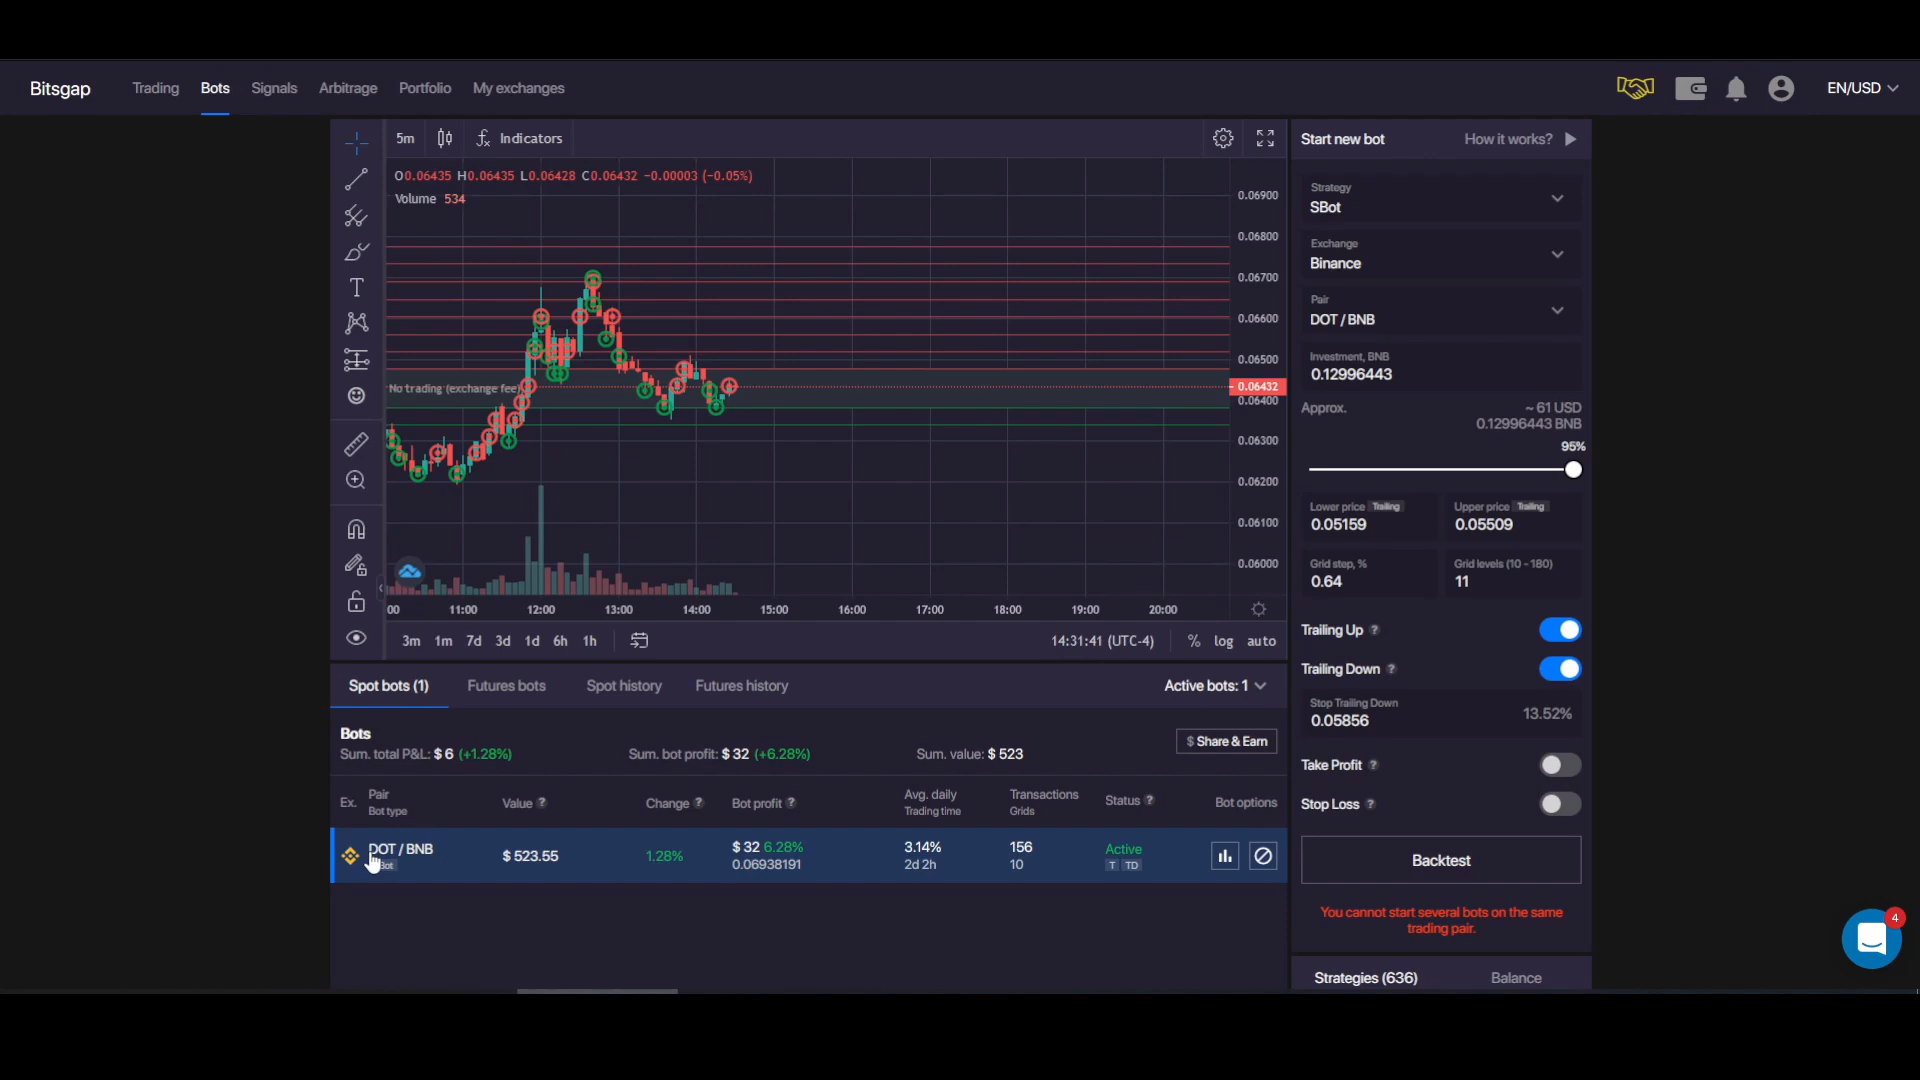 Bitsgap Trading Bots Signals Arbitrage Portfolio My exchanges EN/USD
5m Indicators
O0.06435 H0.06435 L0.06428 C0.06432 -0.00003 (-0.05%)
Volume 534
0.06900
0.06800
0.06700
0.06600
0.06500
No trading (exchange fee)
0.06432
0.06400
0.06300
0.06200
0.06100
0.06000
00 11:00 12:00 13:00 14:00 15:00 16:00 17:00 18:00 19:00 20:00
3m 1m 7d 3d 1d 6h 1h 14:31:41 (UTC-4) % log auto
Spot bots (1) Futures bots Spot history Futures history Active bots: 1
Bots
Sum. total P&L: $ 6 (+1.28%) Sum. bot profit: $ 32 (+6.28%) Sum. value: $ 523
$ Share & Earn
Ex. Pair Value ? Change ? Bot profit ? Avg. daily Transactions Status ? Bot options
Bot type Trading time Grids
DOT / BNB $ 523.55 1.28% $ 32 6.28% 3.14% 156 Active
Bot 0.06938191 2d 2h 10 T TD
Start new bot How it works?
Strategy
SBot
Exchange
Binance
Pair
DOT / BNB
Investment, BNB
0.12996443
Approx. ~ 61 USD
0.12996443 BNB
95%
Lower price Trailing Upper price Trailing
0.05159 0.05509
Grid step, % Grid levels (10 - 180)
0.64 11
Trailing Up ?
Trailing Down ?
Stop Trailing Down
0.05856 13.52%
Take Profit ?
Stop Loss ?
Backtest
You cannot start several bots on the same
trading pair.
Strategies (636) Balance
4